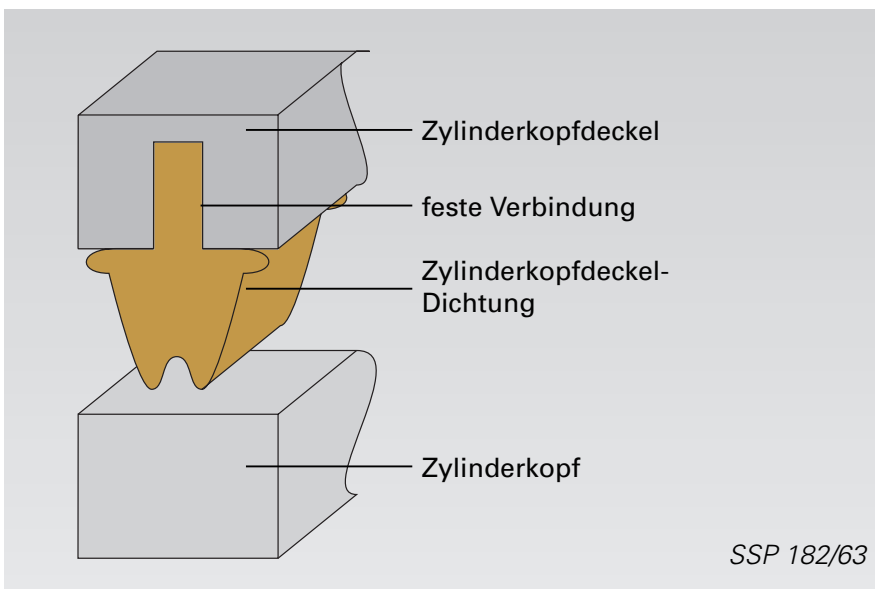 Zylinderkopfdeckel
feste Verbindung
Zylinderkopfdeckel-
Dichtung
Zylinderkopf
SSP 182/63